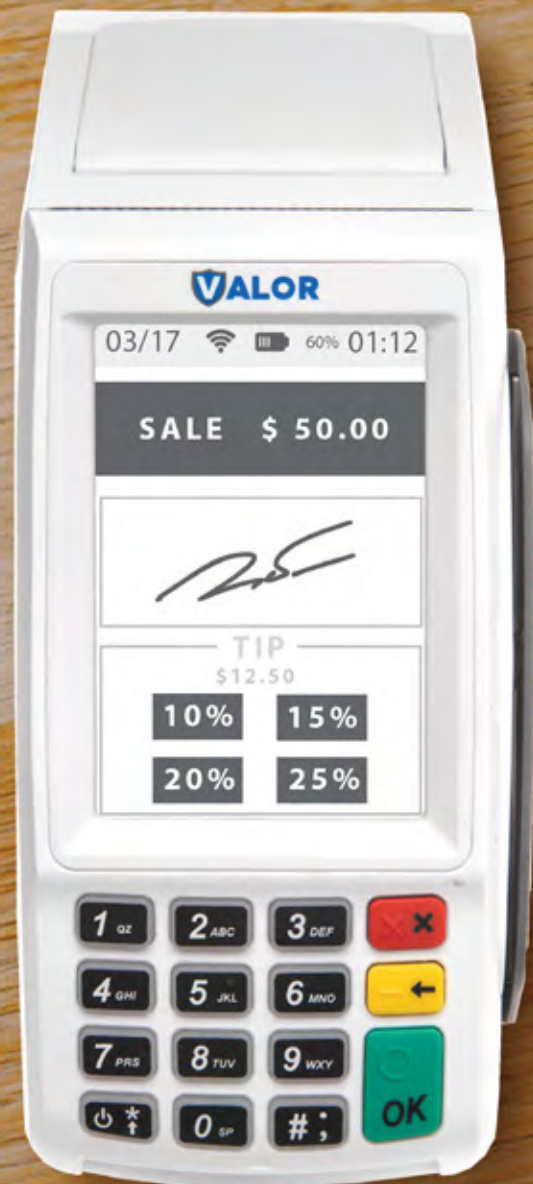 VALOR
03/17 60% 01:12
SALE $ 50.00
TIP
$12.50
10% 15%
20% 25%
1 QZ 2 ABC 3 DEF X
4 GHI 5 JKL 6 MNO
7 PRS 8 TUV 9 WXY
* 0 SP # ; OK